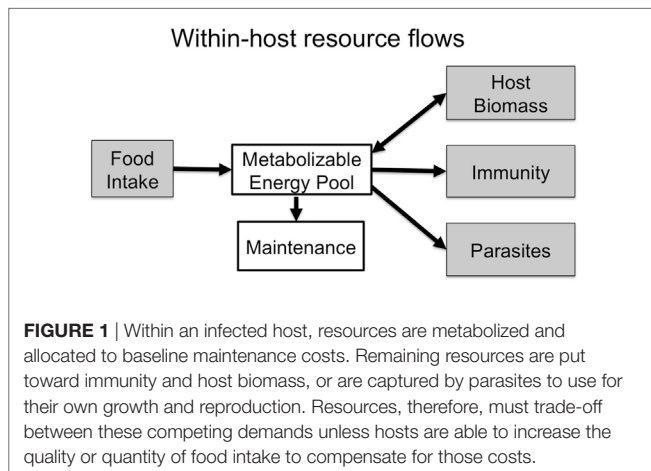 Within-host resource flows
Host
Biomass
Food
Intake
Metabolizable
Energy Pool
Immunity
Maintenance
Parasites
FIGURE 1 | Within an infected host, resources are metabolized and
allocated to baseline maintenance costs. Remaining resources are put
toward immunity and host biomass, or are captured by parasites to use for
their own growth and reproduction. Resources, therefore, must trade-off
between these competing demands unless hosts are able to increase the
quality or quantity of food intake to compensate for those costs.